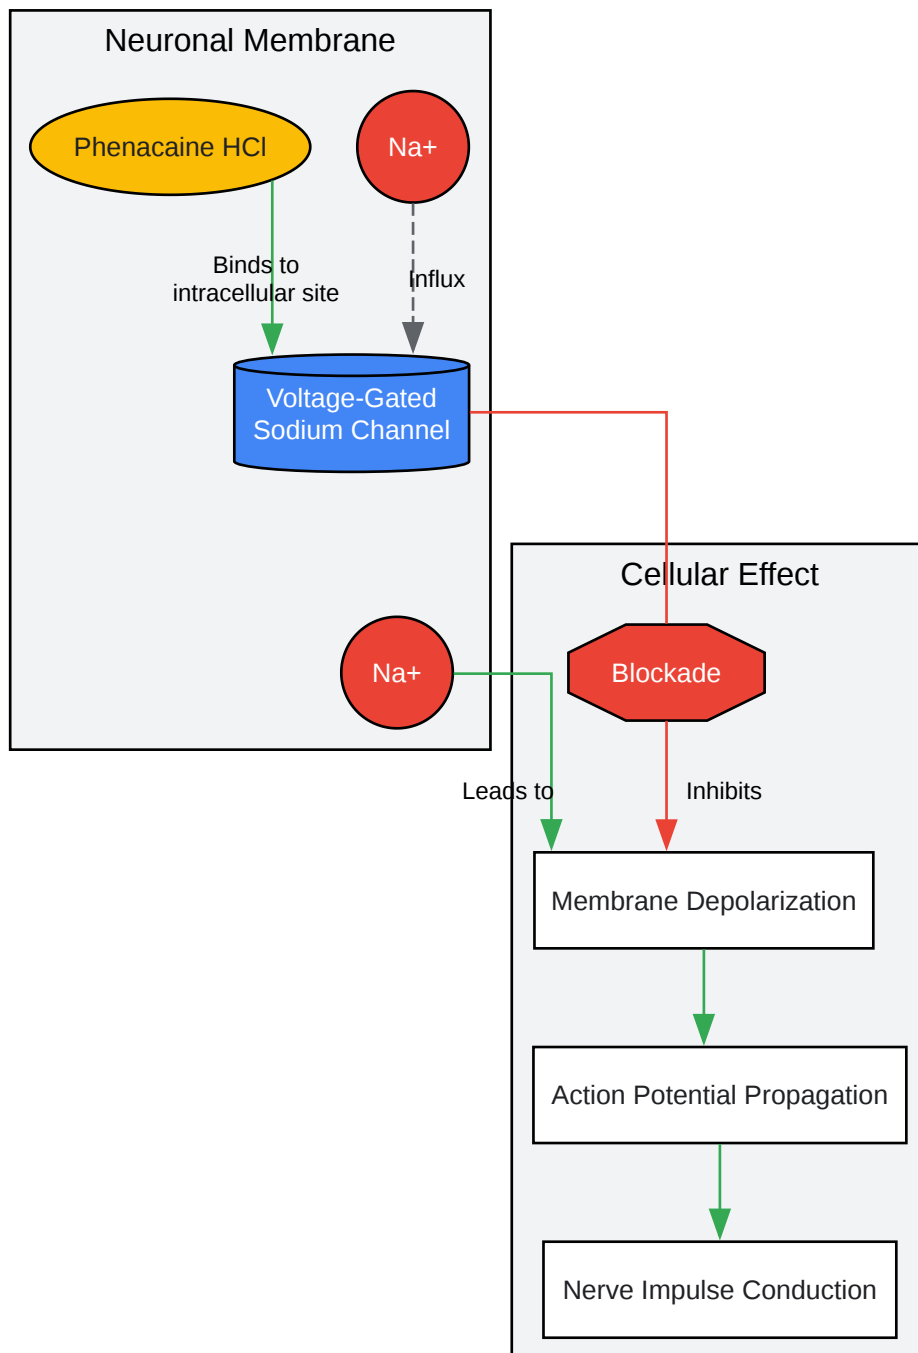 Neuronal Membrane
Phenacaine HCl
Na+
Binds to
intracellular site
Influx
Voltage-Gated
Sodium Channel
Cellular Effect
Na+
Blockade
Leads to
Inhibits
Membrane Depolarization
Action Potential Propagation
Nerve Impulse Conduction